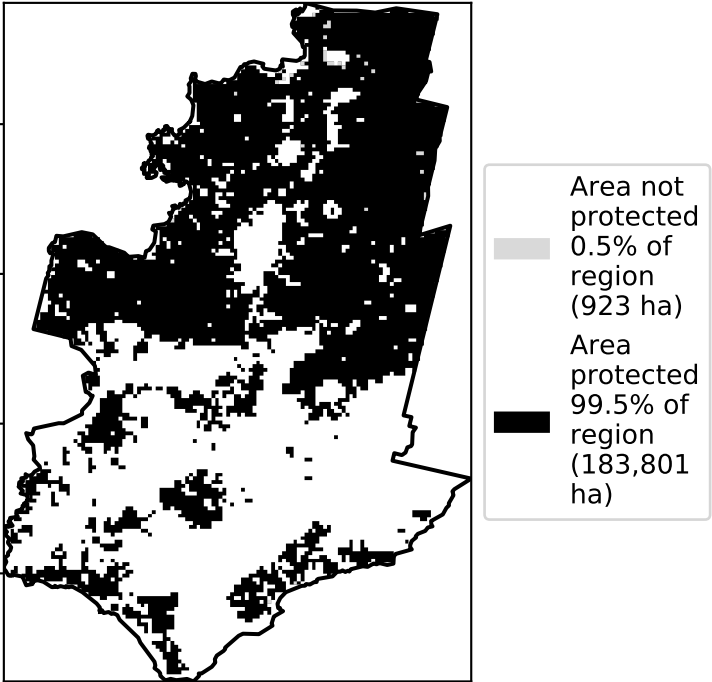 Area not
protected
0.5% of
region
(923 ha)
Area
protected
99.5% of
region
(183,801
ha)